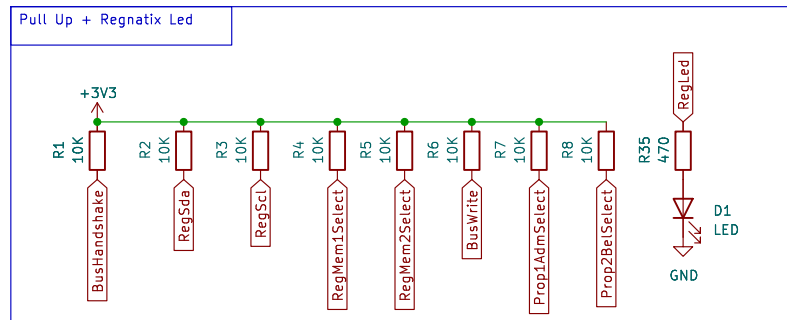 Pull Up + Regnatix Led
+3V3
R1
10K
BusHandshake
R2
10K
RegSda
R3
10K
RegScl
R4
10K
RegMem1Select
R5
10K
RegMem2Select
R6
10K
BusWrite
R7
10K
Prop1AdmSelect
R8
10K
Prop2BelSelect
RegLed
R35
470
D1
LED
GND